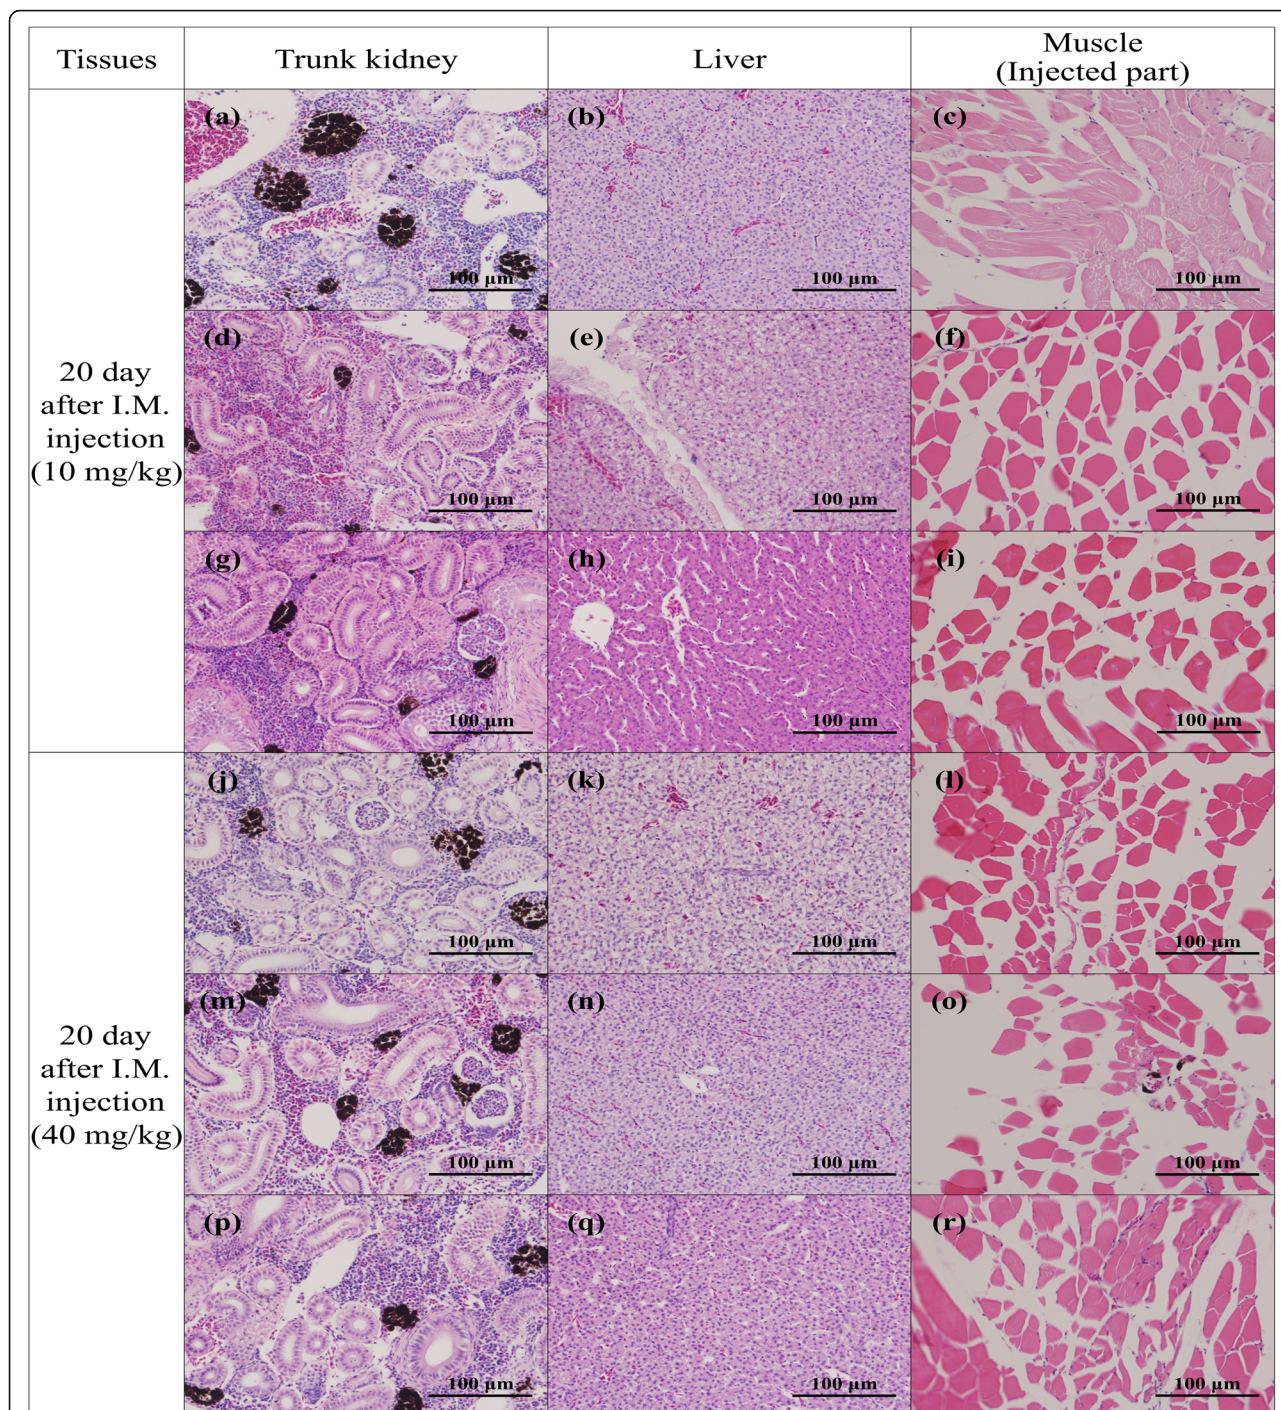 Tissues
Trunk kidney
Liver
Muscle
(Injected part)
20 day
after I.M.
injection
(10 mg/kg)
(a)
100 µm
(b)
100 µm
(c)
100 µm
(d)
100 µm
(e)
100 µm
(f)
100 µm
(g)
100 µm
(h)
100 µm
(i)
100 µm
20 day
after I.M.
injection
(40 mg/kg)
(j)
100 µm
(k)
100 µm
(l)
100 µm
(m)
100 µm
(n)
100 µm
(o)
100 µm
(p)
100 µm
(q)
100 µm
(r)
100 µm